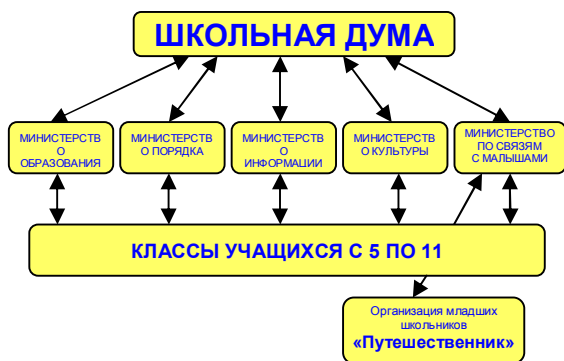 ШКОЛЬНАЯ ДУМА
МИНИСТЕРСТВ
О
ОБРАЗОВАНИЯ
МИНИСТЕРСТВ
О ПОРЯДКА
МИНИСТЕРСТВ
О
ИНФОРМАЦИИ
МИНИСТЕРСТВ
О КУЛЬТУРЫ
МИНИСТЕРСТВО
ПО СВЯЗЯМ
С МАЛЫШАМИ
КЛАССЫ УЧАЩИХСЯ С 5 ПО 11
Организация младших
школьников
«Путешественник»